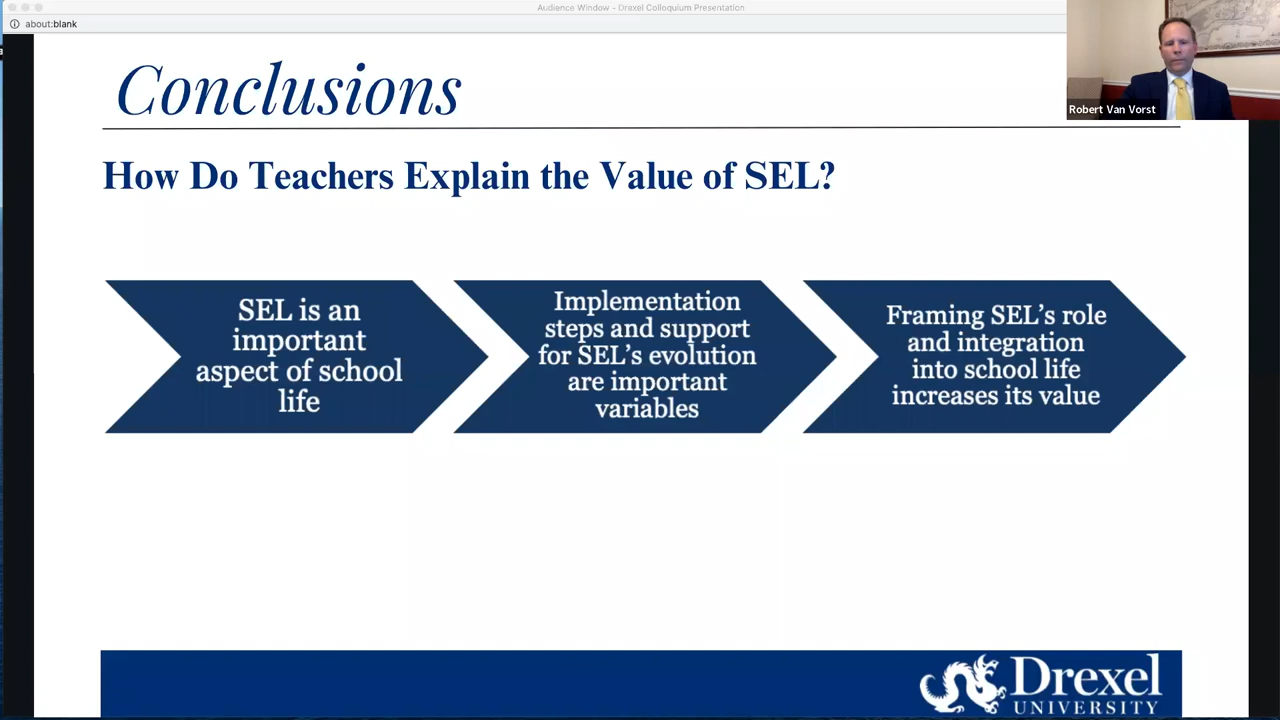 Audience Window - Drexel Colloquium Presentation
about:blank
Robert Van Vorst
Conclusions
How Do Teachers Explain the Value of SEL?
SEL is an
important
aspect of school
life
Implementation
steps and support
for SEL’s evolution
are important
variables
Framing SEL’s role
and integration
into school life
increases its value
Drexel
UNIVERSITY